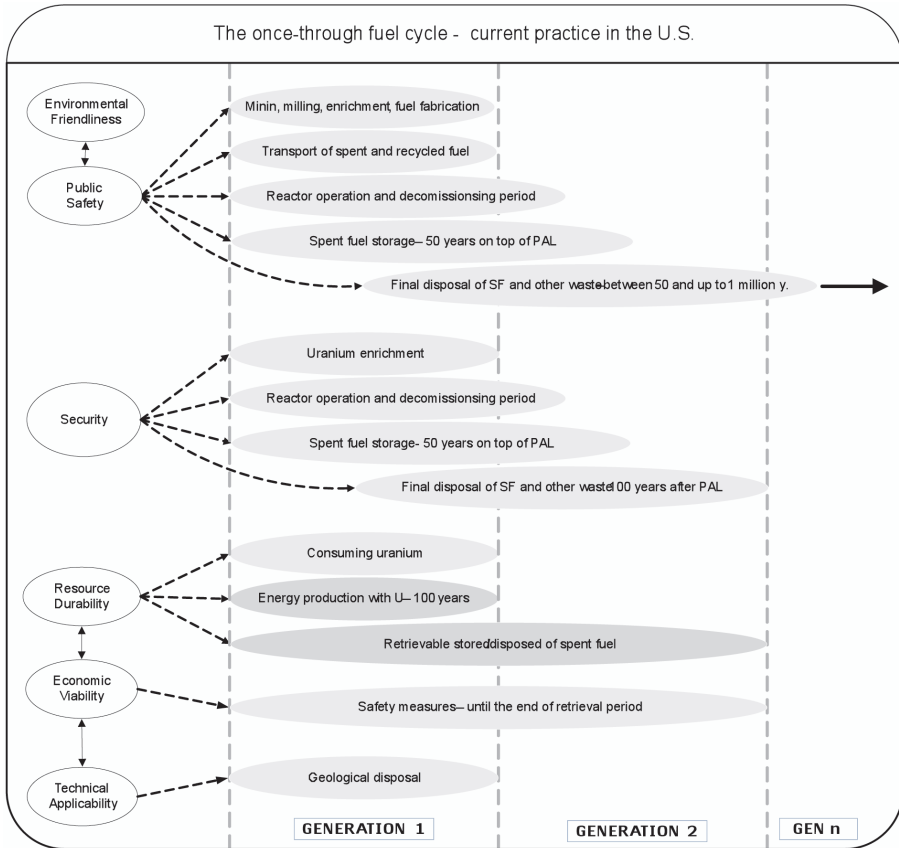 The once-through fuel cycle - current practice in the U.S.
Environmental
Friendliness
Public
Safety
Minin, milling, enrichment, fuel fabrication
Transport of spent and recycled fuel
Reactor operation and decomissionsing period
Spent fuel storage– 50 years on top of PAL
Final disposal of SF and other waste–between 50 and up to 1 million y.
Security
Uranium enrichment
Reactor operation and decomissionsing period
Spent fuel storage- 50 years on top of PAL
Final disposal of SF and other waste 100 years after PAL
Resource
Durability
Consuming uranium
Energy production with U– 100 years
Retrievable stored/disposed of spent fuel
Economic
Viability
Safety measures– until the end of retrieval period
Technical
Applicability
Geological disposal
GENERATION 1
GENERATION 2
GEN n